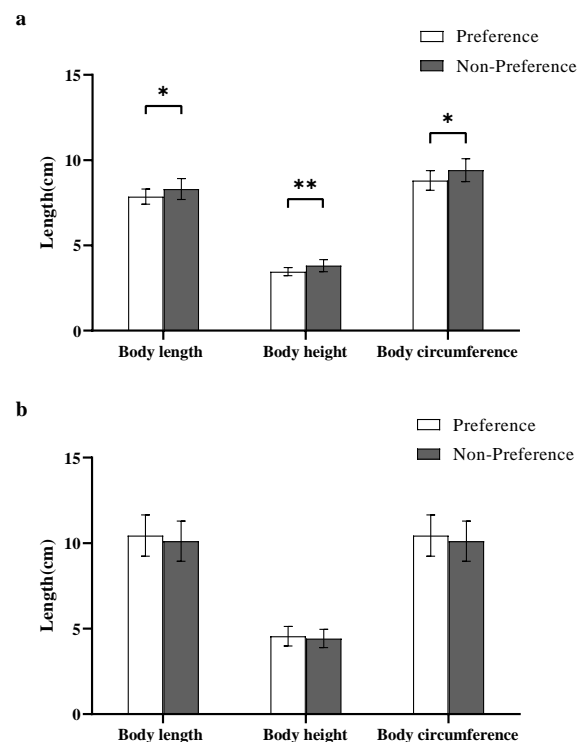 a
Preference
Non-Preference
15
10
5
0
Length(cm)
*
**
*
Body length Body height Body circumference
b
Preference
Non-Preference
15
10
5
0
Length(cm)
Body length Body height Body circumference